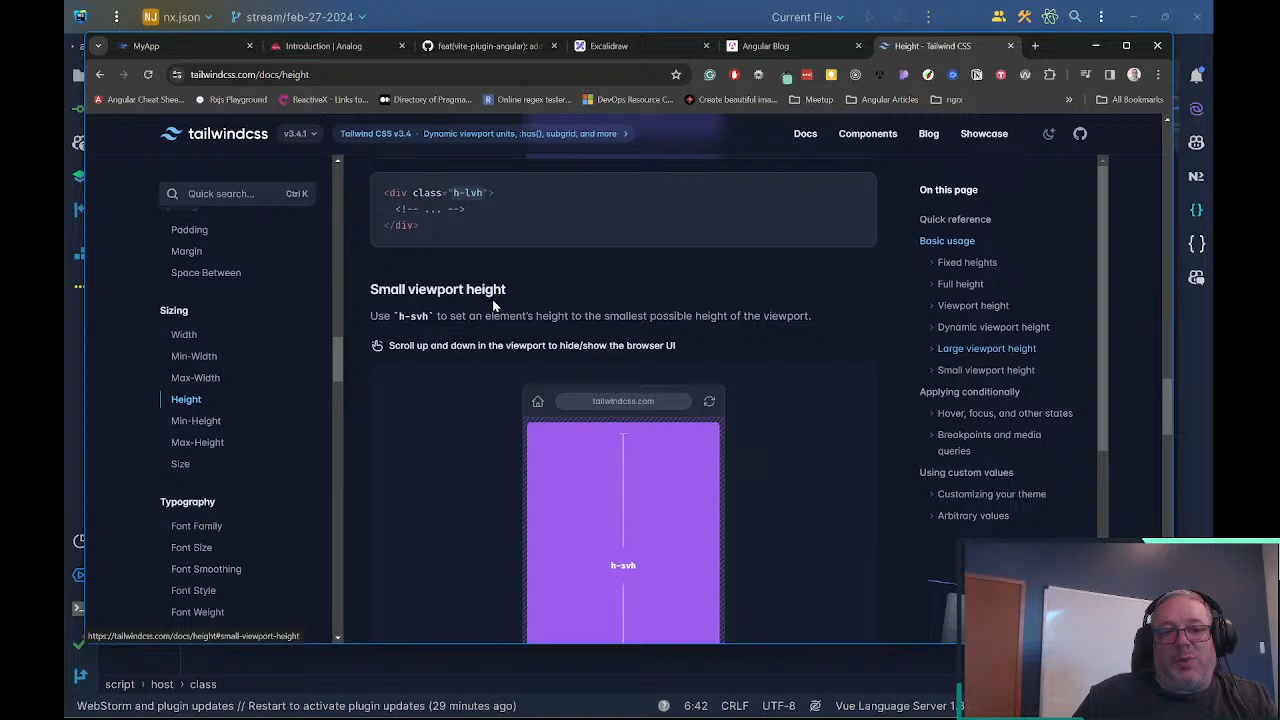 NJ nx.json
stream/feb-27-2024
Current File
MyApp
Introduction | Analog
feat(vite-plugin-angular): ad
Excalidraw
Angular Blog
Height - Tailwind CSS
tailwindcss.com/docs/height
Angular Cheat Shee...
Rxjs Playground
ReactiveX - Links to...
Directory of Pragma...
Online regex tester...
DevOps Resource C...
Create beautiful ima...
Meetup
Angular Articles
ngrx
»
All Bookmarks
tailwindcss
v3.4.1
Tailwind CSS v3.4 · Dynamic viewport units, :has(), subgrid, and more
Docs
Components
Blog
Showcase
Quick search...
Ctrl K
Padding
Margin
Space Between
Sizing
Width
Min-Width
Max-Width
Height
Min-Height
Max-Height
Size
Typography
Font Family
Font Size
Font Smoothing
Font Style
Font Weight
<div class="h-lvh">
<!-- ... -->
</div>
Small viewport height
Use `h-svh` to set an element's height to the smallest possible height of the viewport.
Scroll up and down in the viewport to hide/show the browser UI
tailwindcss.com
h-svh
On this page
Quick reference
Basic usage
Fixed heights
Full height
Viewport height
Dynamic viewport height
Large viewport height
Small viewport height
Applying conditionally
Hover, focus, and other states
Breakpoints and media
queries
Using custom values
Customizing your theme
Arbitrary values
N2
https://tailwindcss.com/docs/height#small-viewport-height
script › host › class
WebStorm and plugin updates // Restart to activate plugin updates (29 minutes ago)
6:42
CRLF
UTF-8
Vue Language Server